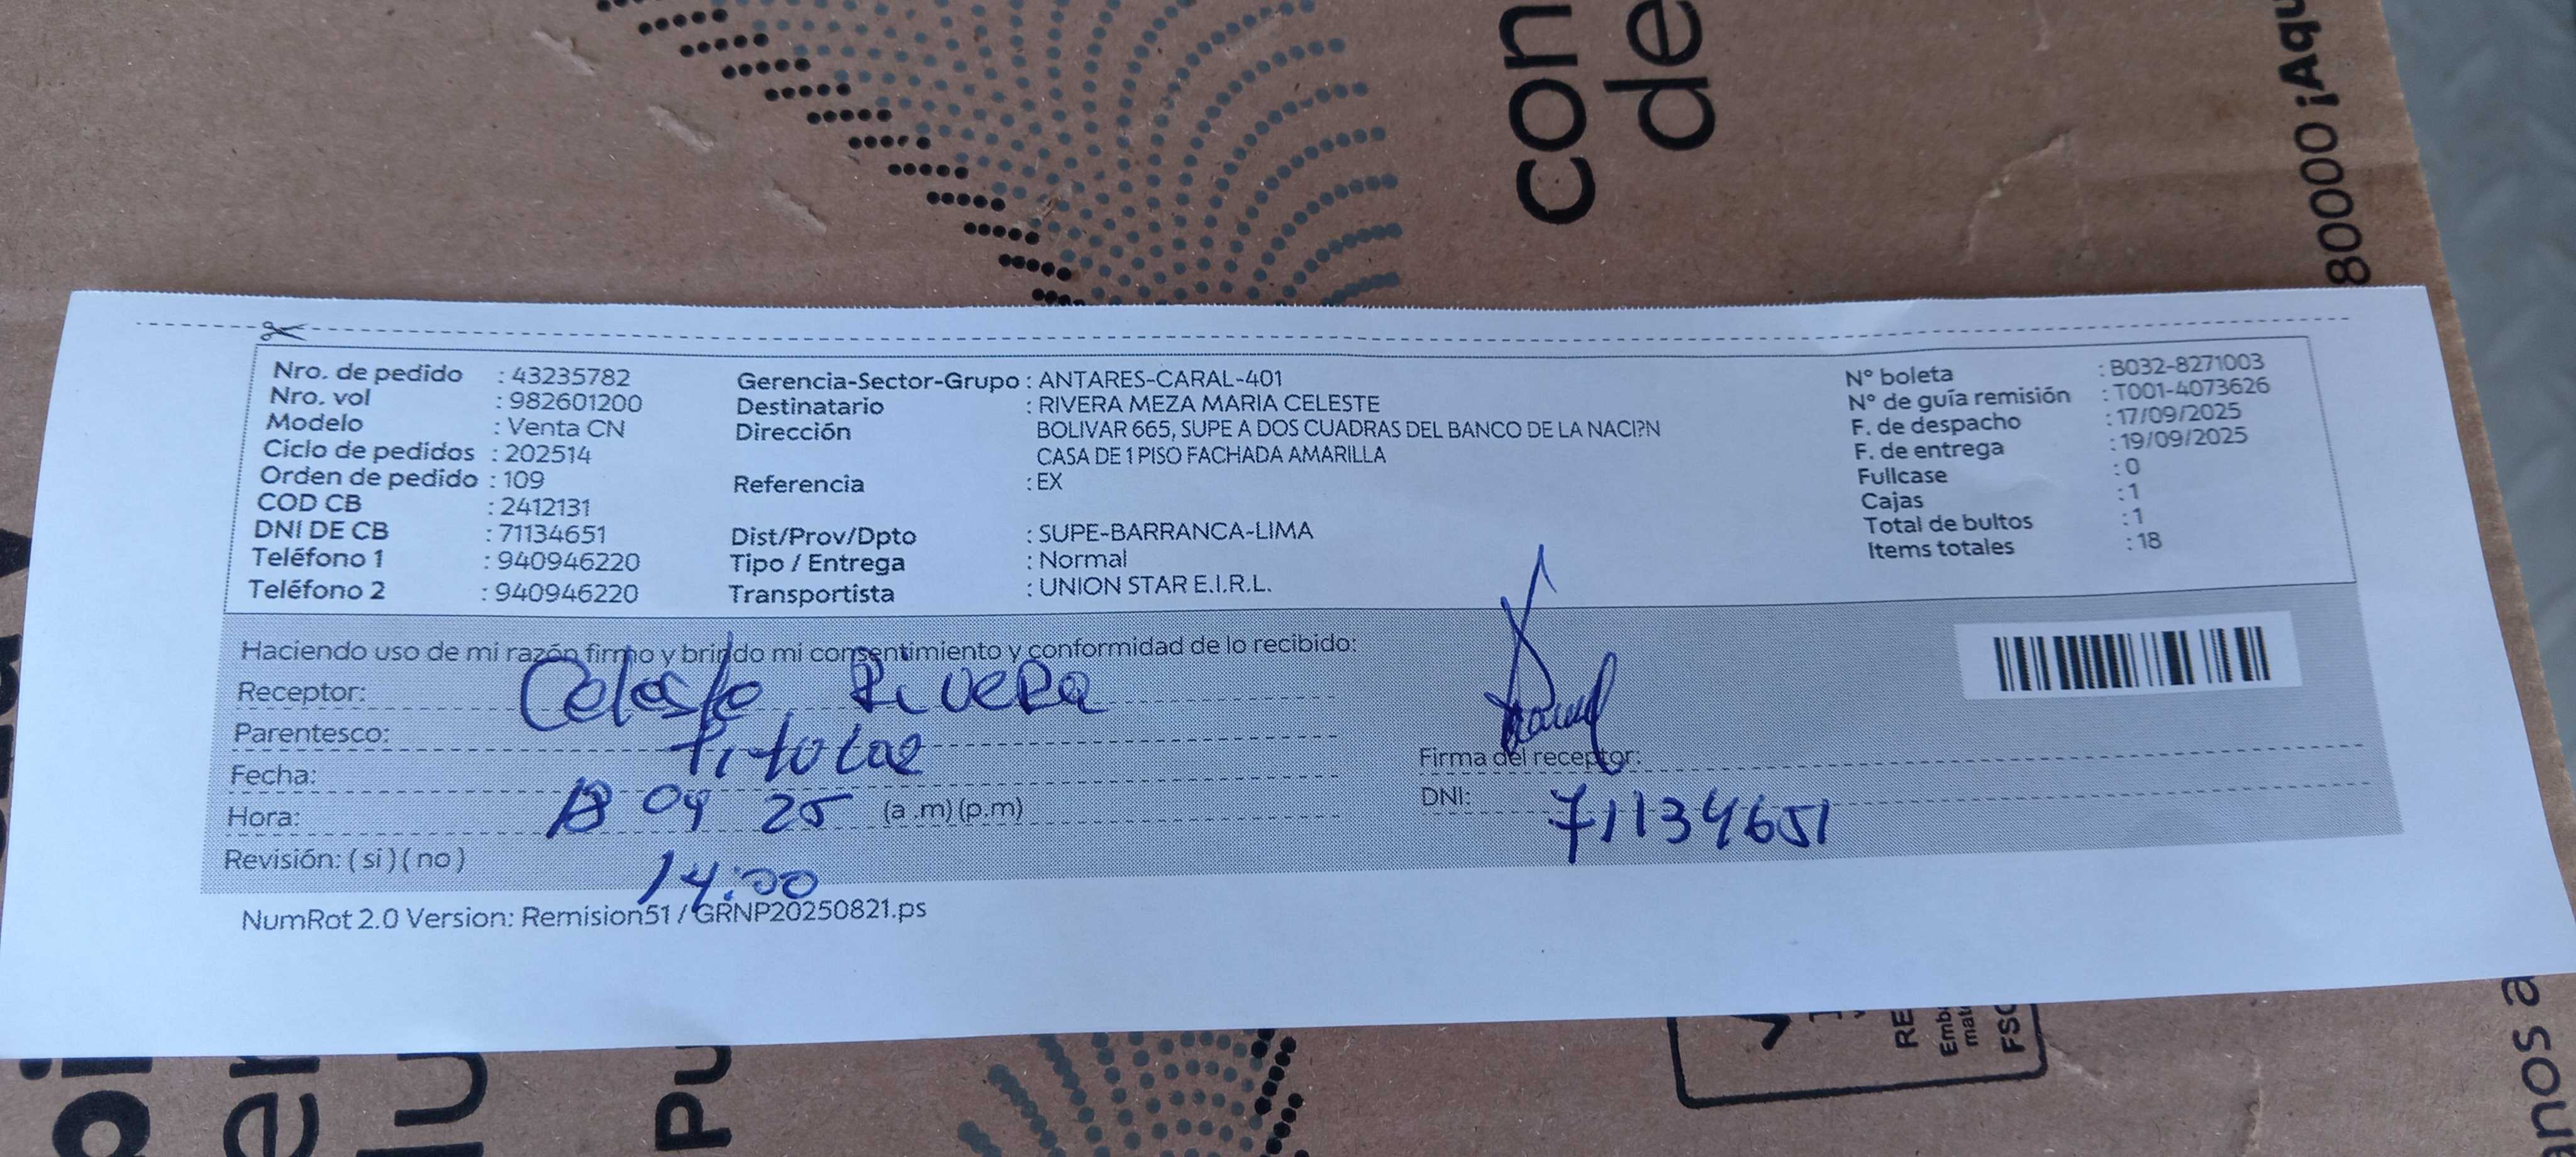 con
de
80000 ¡Aqu
Nro. de pedido : 43235782
Nro. vol : 982601200
Modelo : Venta CN
Ciclo de pedidos : 202514
Orden de pedido : 109
COD CB : 2412131
DNI DE CB : 71134651
Teléfono 1 : 940946220
Teléfono 2 : 940946220
Gerencia-Sector-Grupo : ANTARES-CARAL-401
Destinatario : RIVERA MEZA MARIA CELESTE
Dirección BOLIVAR 665, SUPE A DOS CUADRAS DEL BANCO DE LA NACI?N
CASA DE 1 PISO FACHADA AMARILLA
Referencia : EX
Dist/Prov/Dpto : SUPE-BARRANCA-LIMA
Tipo / Entrega : Normal
Transportista : UNION STAR E.I.R.L.
N° boleta : B032-8271003
N° de guía remisión : T001-4073626
F. de despacho : 17/09/2025
F. de entrega : 19/09/2025
Fullcase : 0
Cajas : 1
Total de bultos : 1
Items totales : 18
Haciendo uso de mi razón firmo y brindo mi consentimiento y conformidad de lo recibido:
Receptor: Celeste Rivera
Parentesco: Titular
Fecha:
Hora: 09 25 (a .m) (p.m)
Revisión: ( si ) ( no ) 14:00
Firma del receptor:
DNI: 71134651
NumRot 2.0 Version: Remision51 / GRNP20250821.ps
pu
RE
Emb
mat
FSC
anos a